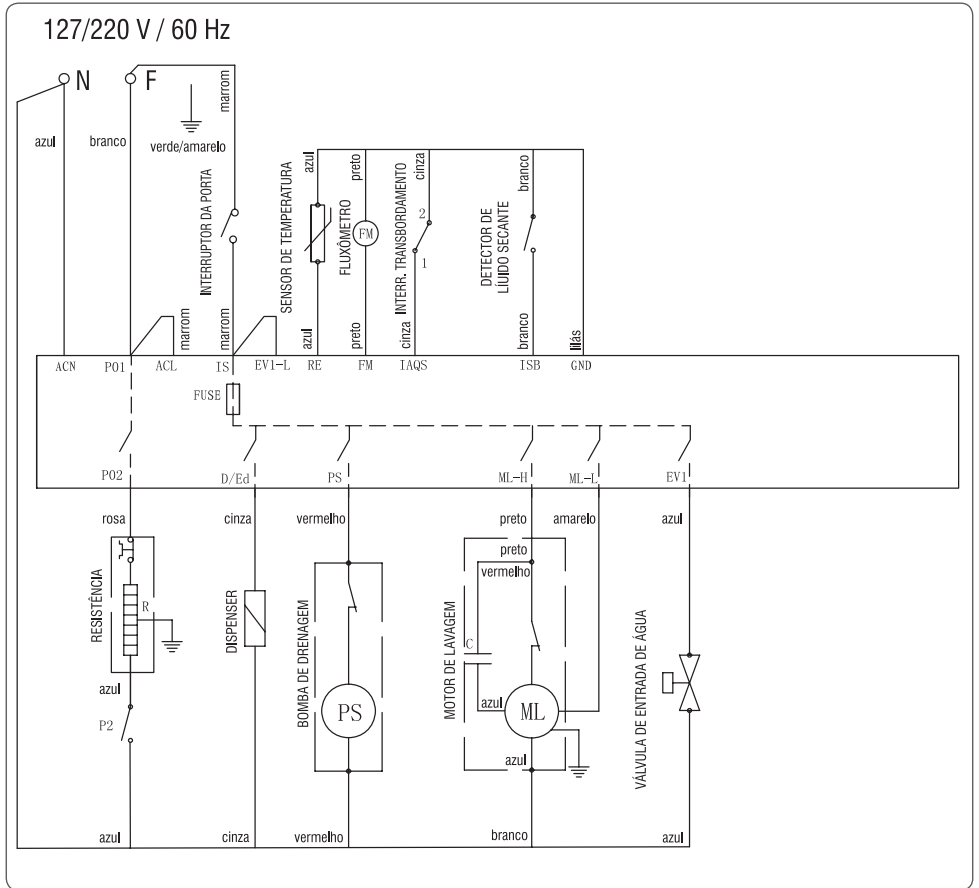 127/220 V / 60 Hz
N
F
azul
branco
verde/amarelo
marrom
INTERRUPTOR DA PORTA
SENSOR DE TEMPERATURA
azul
preto
FLUXÔMETRO
FM
INTERR. TRANSBORDAMENTO
cinza
2
1
DETECTOR DE
LÍUIDO SECANTE
branco
marrom
marrom
azul
preto
cinza
branco
lilás
ACN
P01
ACL
IS
EV1-L
RE
FM
IAQS
ISB
GND
FUSE
P02
D/Ed
PS
ML-H
ML-L
EV1
rosa
cinza
vermelho
preto
amarelo
azul
preto
vermelho
RESISTÊNCIA
R
DISPENSER
BOMBA DE DRENAGEM
PS
MOTOR DE LAVAGEM
C
azul
ML
azul
VÁLVULA DE ENTRADA DE ÁGUA
azul
P2
azul
cinza
vermelho
branco
azul